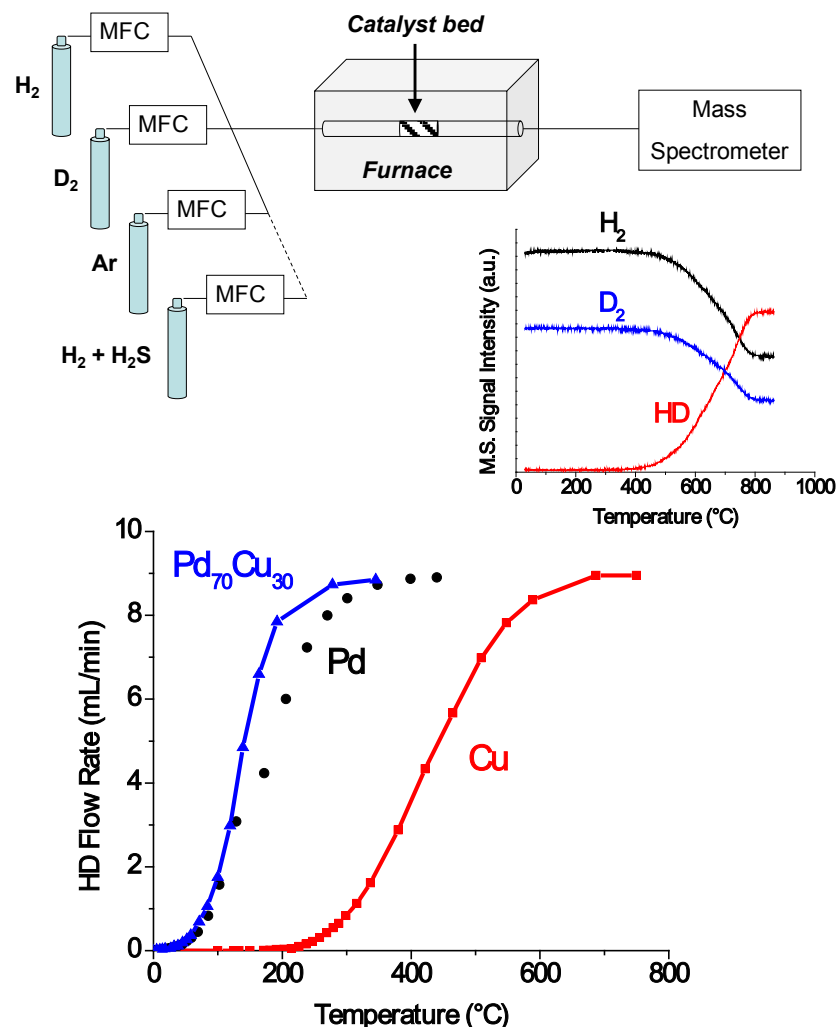 Catalyst bed
MFC
H2
MFC
D2
MFC
Ar
MFC
H2 + H2S
Furnace
Mass
Spectrometer
M.S. Signal Intensity (a.u.)
H2
D2
HD
0 200 400 600 800 1000
Temperature (°C)
HD Flow Rate (mL/min)
10
8
6
4
2
0
Pd70Cu30
Pd
Cu
0 200 400 600 800
Temperature (°C)